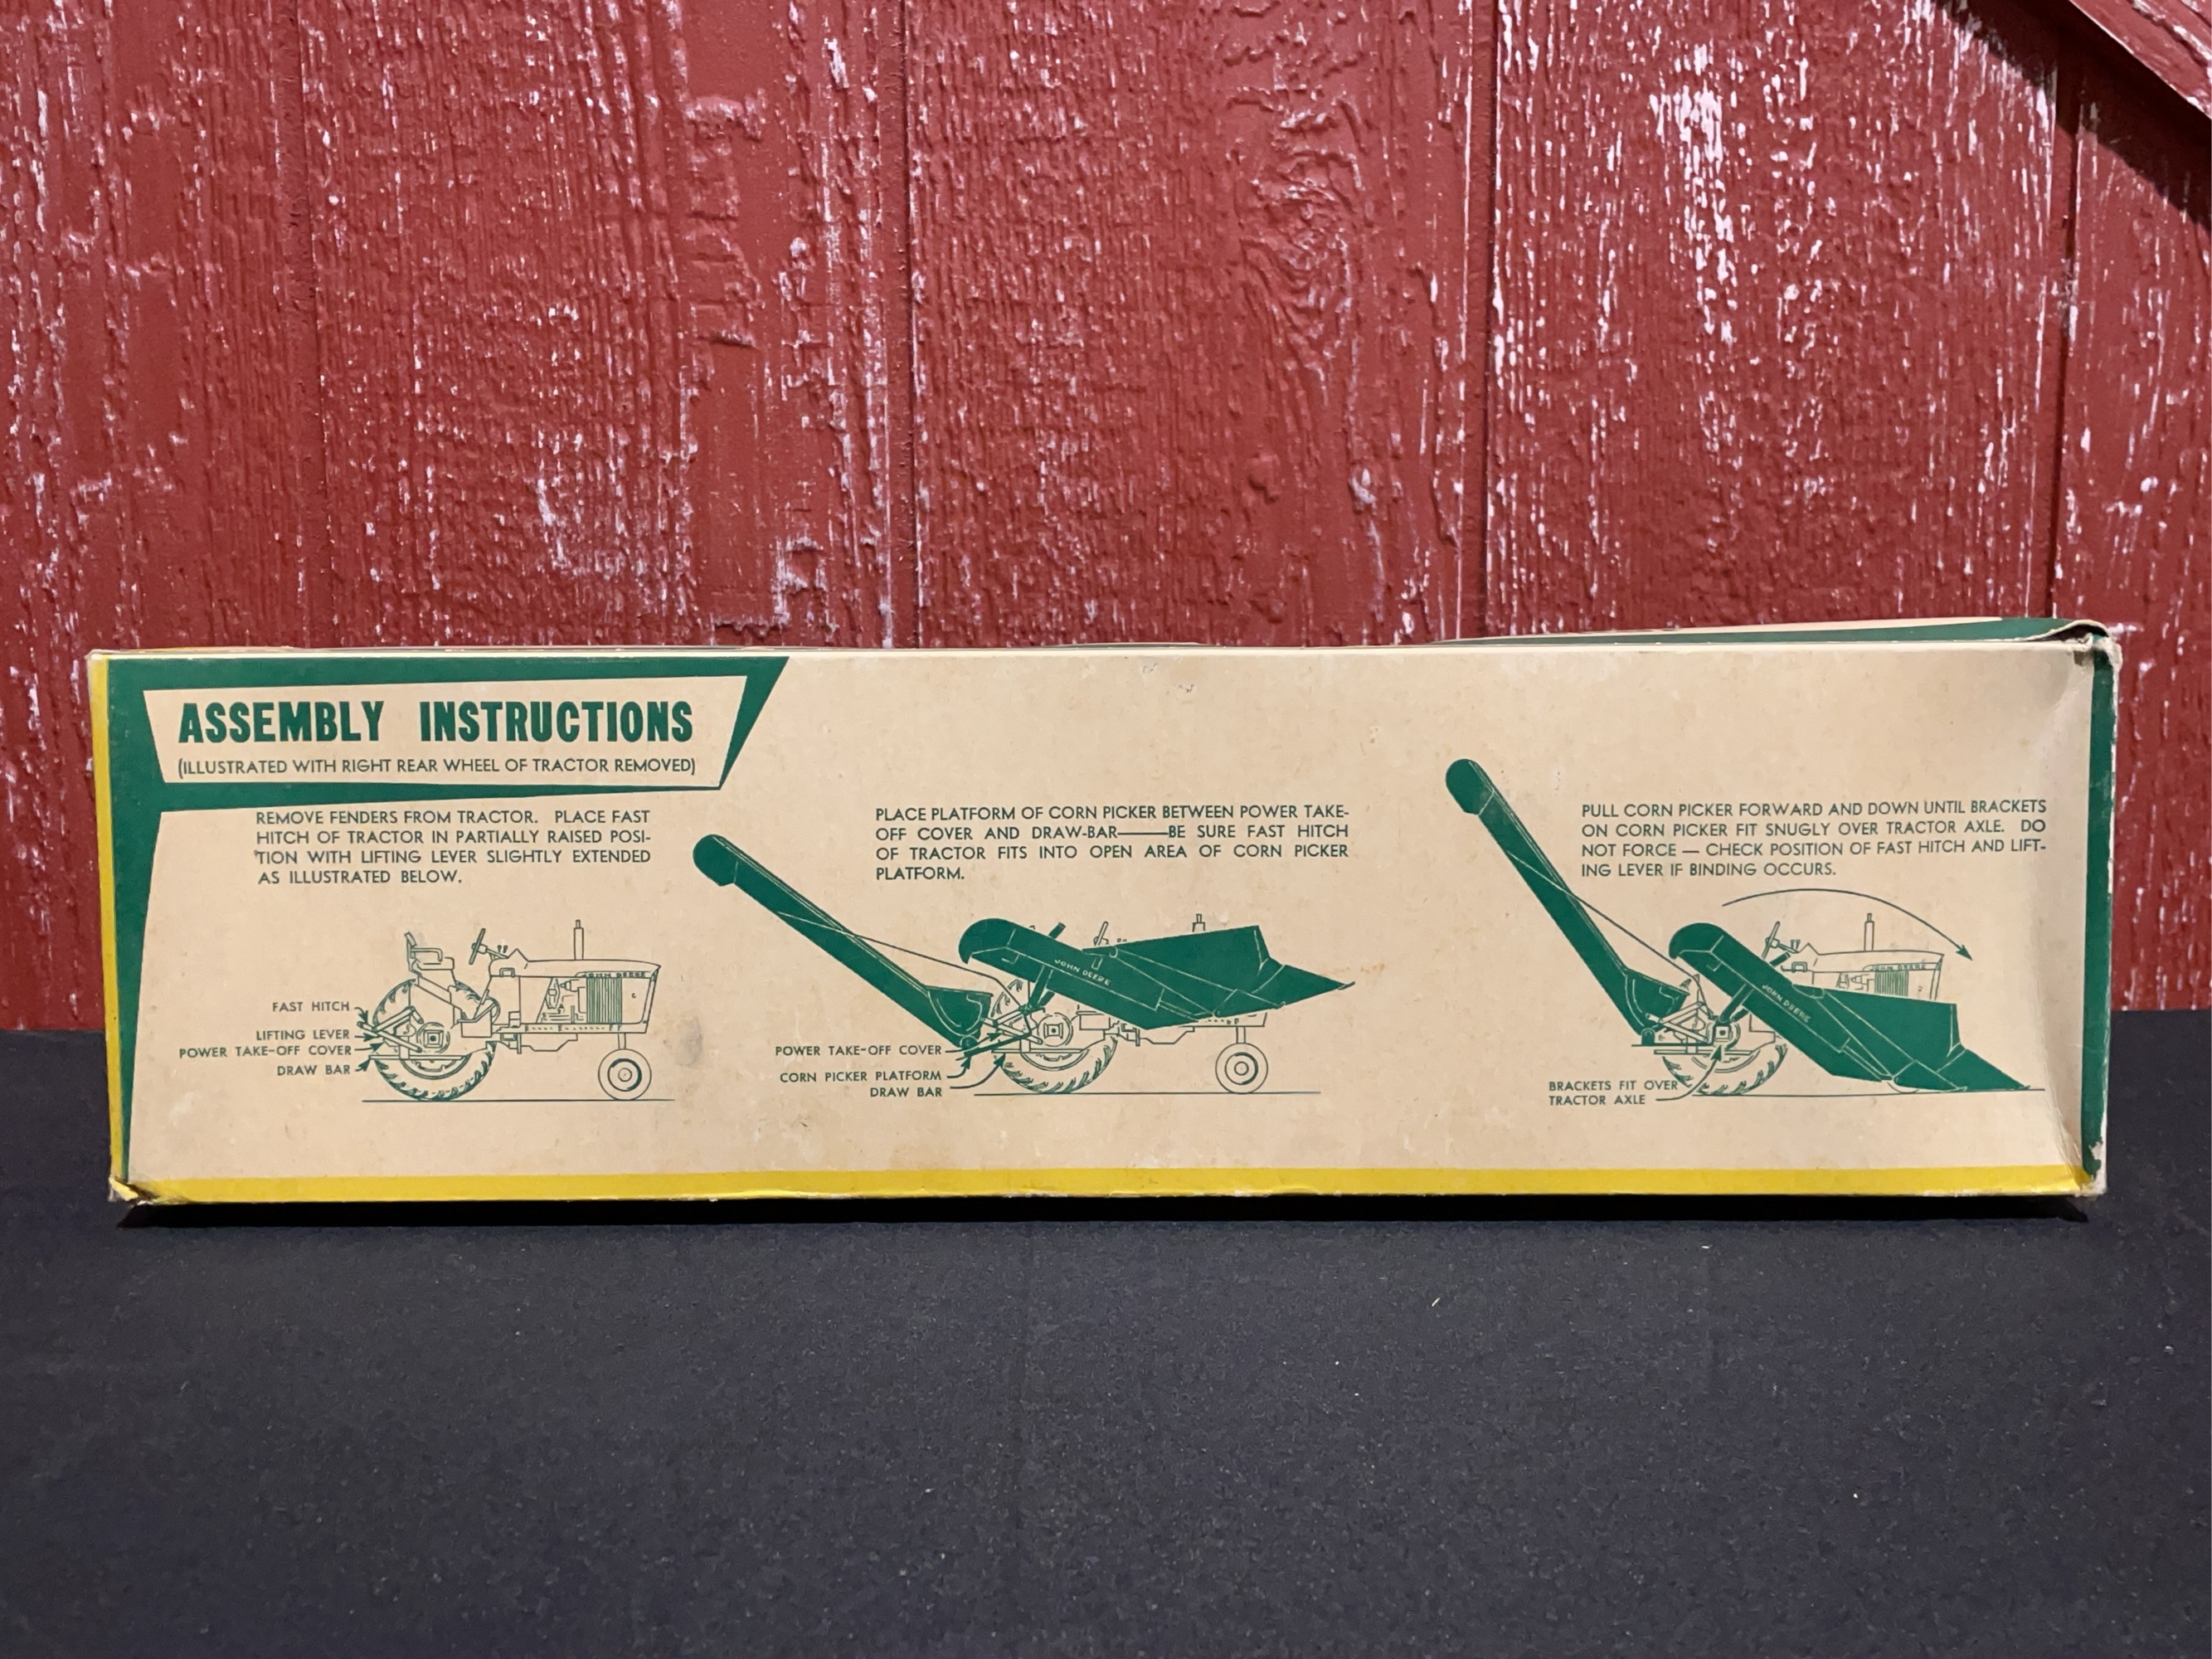 ASSEMBLY INSTRUCTIONS
(ILLUSTRATED WITH RIGHT REAR WHEEL OF TRACTOR REMOVED)
REMOVE FENDERS FROM TRACTOR. PLACE FAST
HITCH OF TRACTOR IN PARTIALLY RAISED POSI-
TION WITH LIFTING LEVER SLIGHTLY EXTENDED
AS ILLUSTRATED BELOW.
JOHN DEERE
FAST HITCH
LIFTING LEVER
POWER TAKE-OFF COVER
DRAW BAR
PLACE PLATFORM OF CORN PICKER BETWEEN POWER TAKE-
OFF COVER AND DRAW-BAR——BE SURE FAST HITCH
OF TRACTOR FITS INTO OPEN AREA OF CORN PICKER
PLATFORM.
JOHN DEERE
POWER TAKE-OFF COVER
CORN PICKER PLATFORM
DRAW BAR
PULL CORN PICKER FORWARD AND DOWN UNTIL BRACKETS
ON CORN PICKER FIT SNUGLY OVER TRACTOR AXLE. DO
NOT FORCE — CHECK POSITION OF FAST HITCH AND LIFT-
ING LEVER IF BINDING OCCURS.
JOHN DEERE
JOHN DEERE
BRACKETS FIT OVER
TRACTOR AXLE